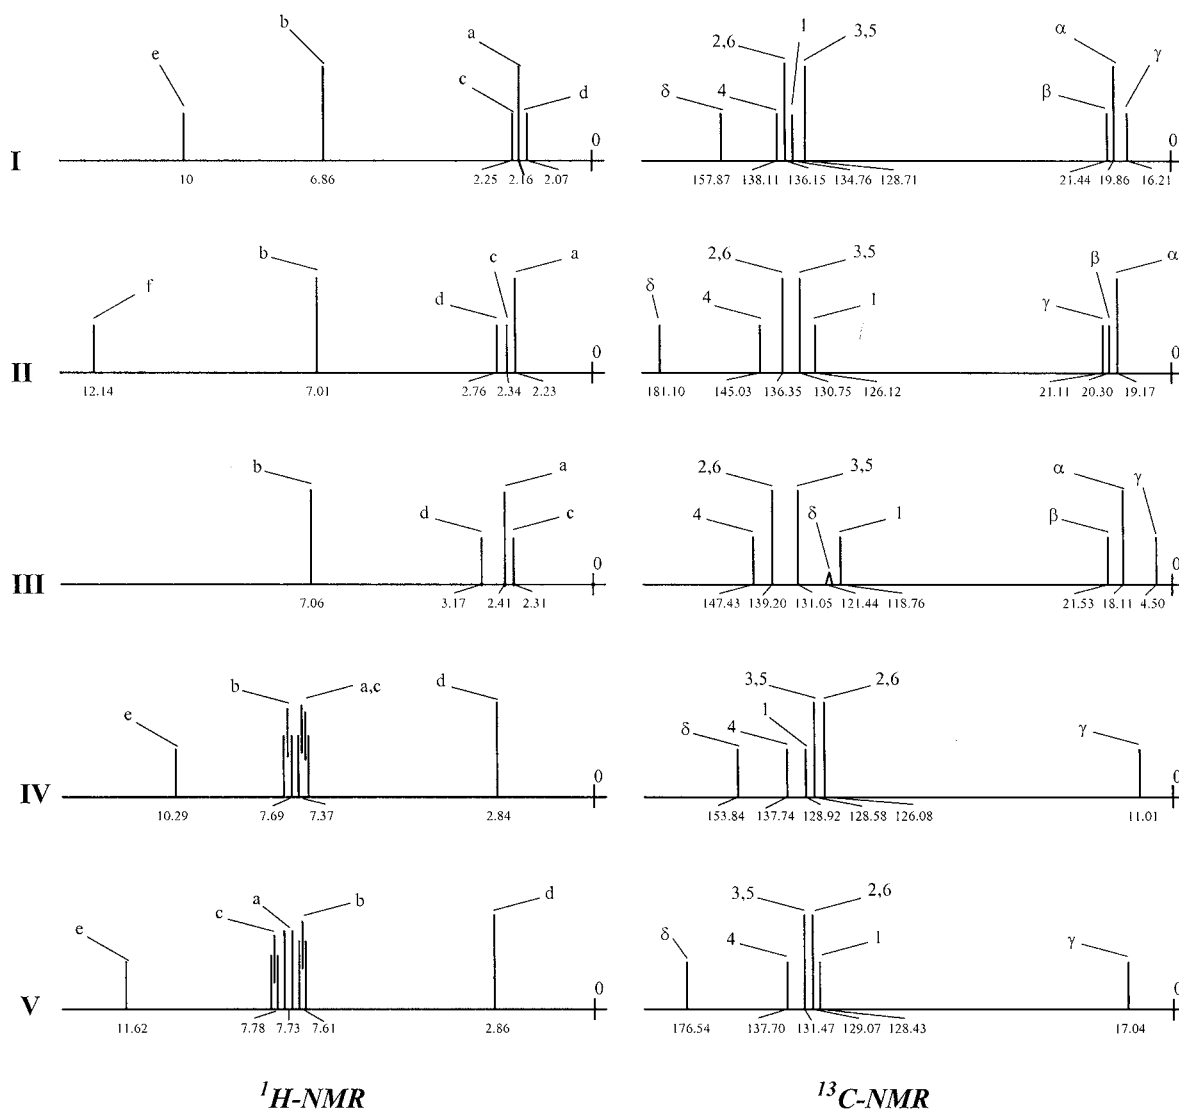 e b a c d 0 2,6 1 3,5 δ 4 α β γ 0
I
10 6.86 2.25 2.16 2.07 157.87 138.11 136.15 134.76 128.71 21.44 19.86 16.21
f b d c a 0 δ 2,6 3,5 4 1 γ β α 0
II
12.14 7.01 2.76 2.34 2.23 181.10 145.03 136.35 130.75 126.12 21.11 20.30 19.17
b d a c 0 2,6 3,5 4 δ 1 α β γ 0
III
7.06 3.17 2.41 2.31 147.43 139.20 131.05 121.44 118.76 21.53 18.11 4.50
e b a,c d 0 3,5 2,6 δ 4 1 γ 0
IV
10.29 7.69 7.37 2.84 153.84 137.74 128.92 128.58 126.08 11.01
e c a b d 0 3,5 2,6 δ 4 1 γ 0
V
11.62 7.78 7.73 7.61 2.86 176.54 137.70 131.47 129.07 128.43 17.04
¹H-NMR ¹³C-NMR